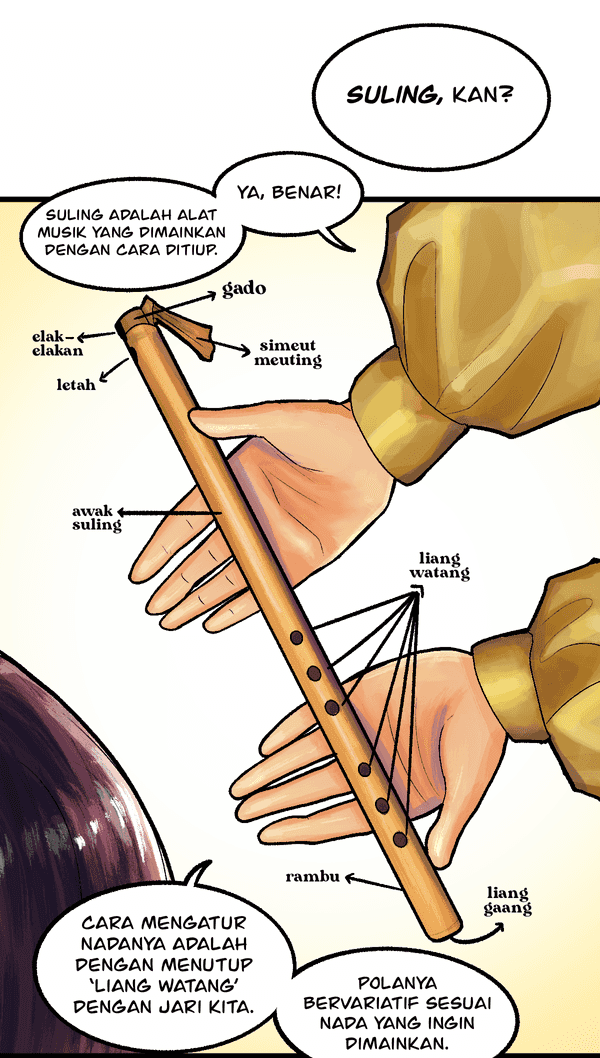 SULING, KAN?
YA, BENAR!
SULING ADALAH ALAT
MUSIK YANG DIMAINKAN
DENGAN CARA DITIUP.
gado
elak-
elakan
simeut
meuting
letah
awak
suling
liang
watang
rambu
liang
gaang
CARA MENGATUR
NADANYA ADALAH
DENGAN MENUTUP
‘LIANG WATANG’
DENGAN JARI KITA.
POLANYA
BERVARIATIF SESUAI
NADA YANG INGIN
DIMAINKAN.